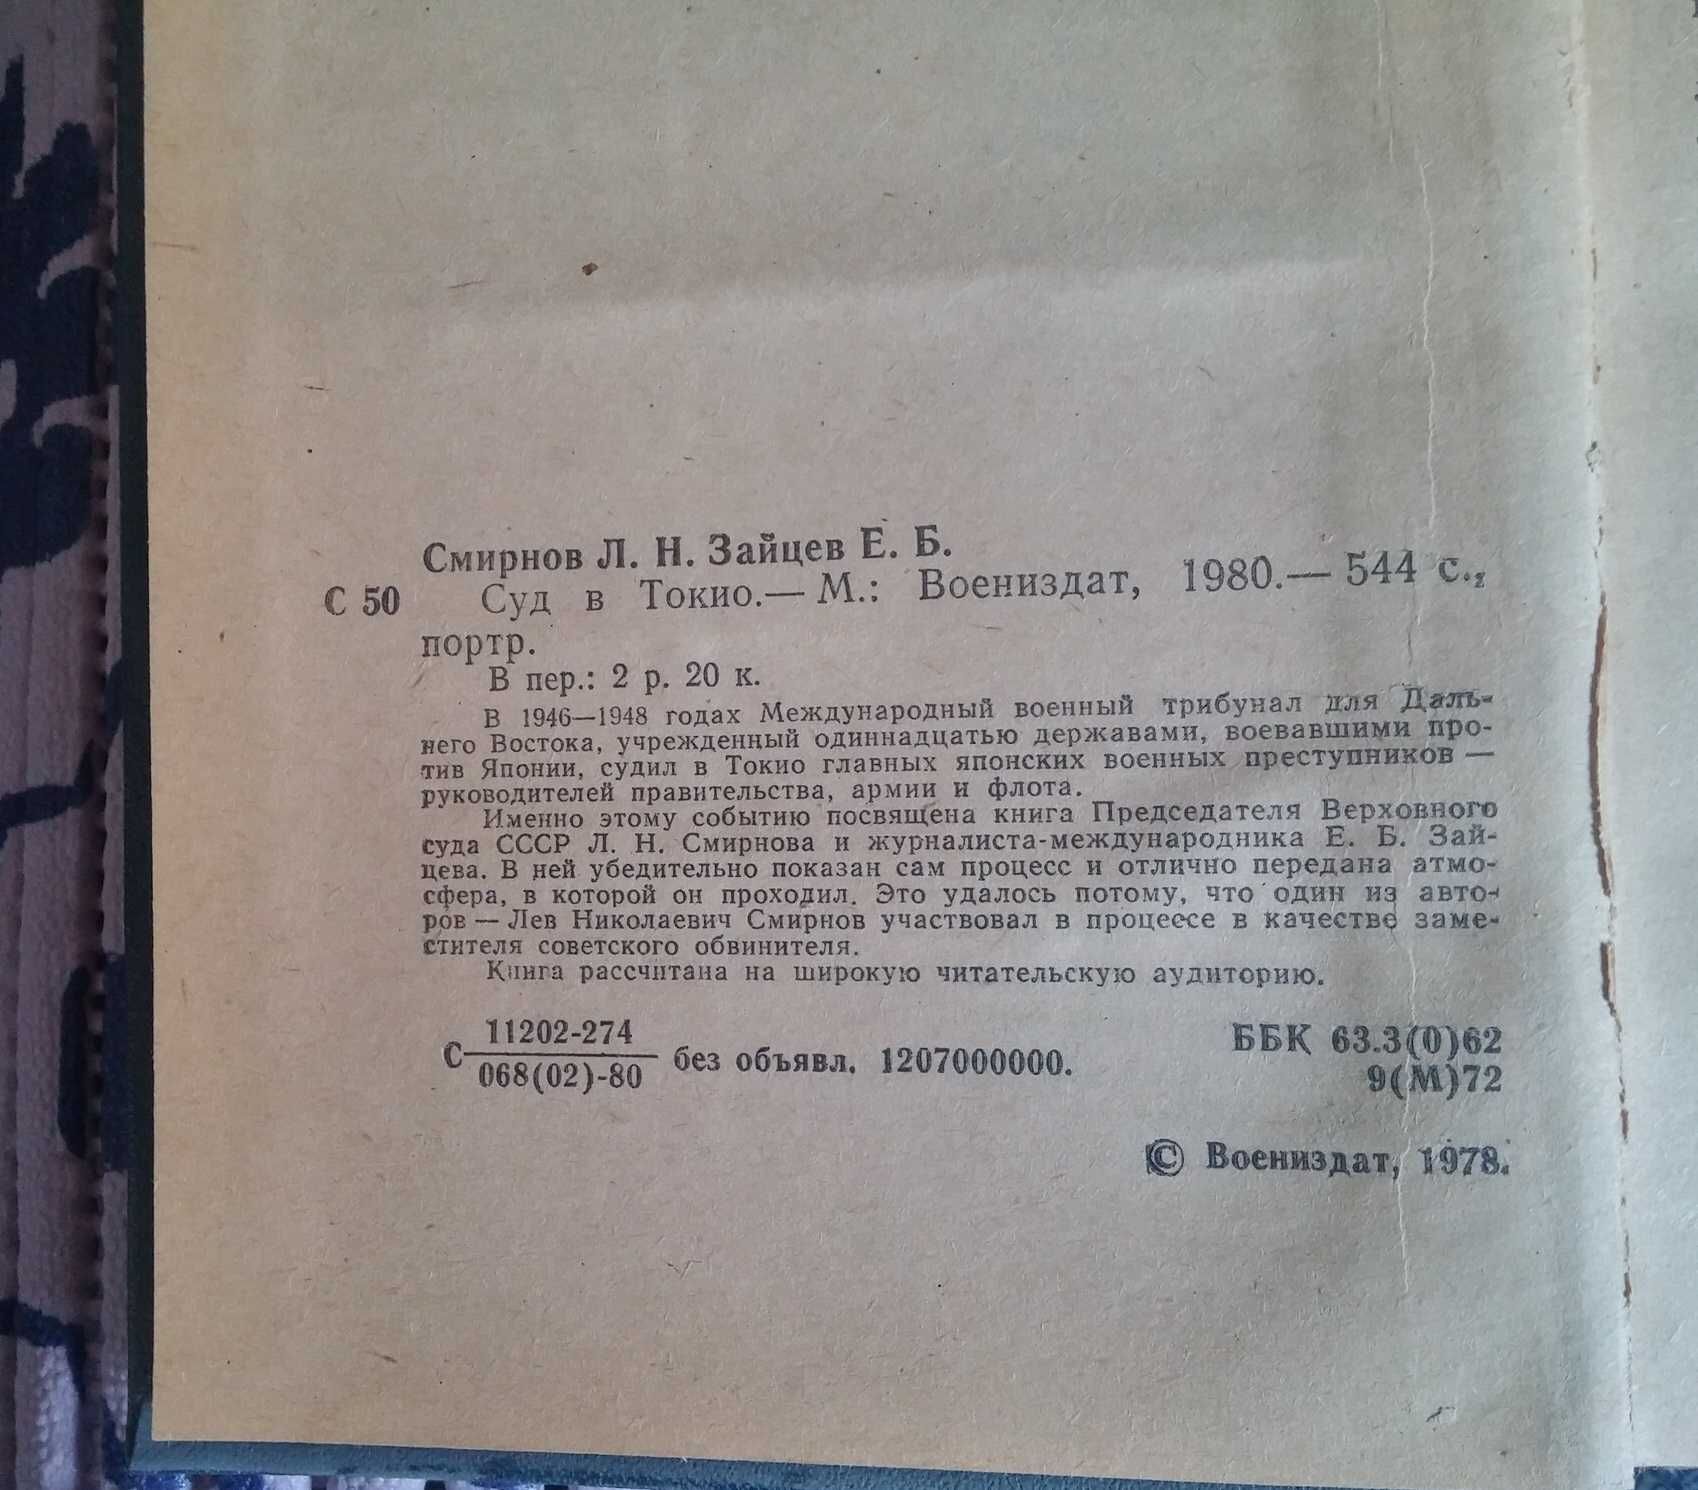 Смирнов Л. Н. Зайцев Е. Б.
С 50 Суд в Токио.— М.: Воениздат, 1980.— 544 с.,
портр.
В пер.: 2 р. 20 к.
В 1946—1948 годах Международный военный трибунал для Даль-
него Востока, учрежденный одиннадцатью державами, воевавшими про-
тив Японии, судил в Токио главных японских военных преступников —
руководителей правительства, армии и флота.
Именно этому событию посвящена книга Председателя Верховного
суда СССР Л. Н. Смирнова и журналиста-международника Е. Б. Зай-
цева. В ней убедительно показан сам процесс и отлично передана атмо-
сфера, в которой он проходил. Это удалось потому, что один из авто-
ров — Лев Николаевич Смирнов участвовал в процессе в качестве заме-
стителя советского обвинителя.
Книга рассчитана на широкую читательскую аудиторию.
С 11202-274
068(02)-80 без объявл. 1207000000.
ББК 63.3(0)62
9(М)72
© Воениздат, 1978.